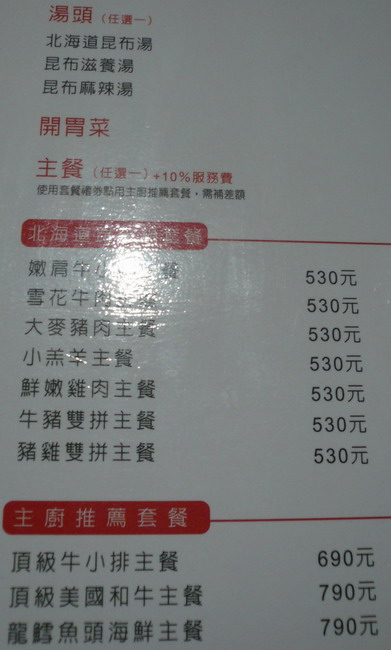 湯頭（任選一）
北海道昆布湯
昆布滋養湯
昆布麻辣湯
開胃菜
主餐（任選一）+10%服務費
使用套餐禮券點用主廚推薦套餐，需補差額
北海道 套餐
嫩肩牛小 餐 530元
雪花牛肉主餐 530元
大麥豬肉主餐 530元
小羔羊主餐 530元
鮮嫩雞肉主餐 530元
牛豬雙拼主餐 530元
豬雞雙拼主餐 530元
主廚推薦套餐
頂級牛小排主餐 690元
頂級美國和牛主餐 790元
龍鱈魚頭海鮮主餐 790元